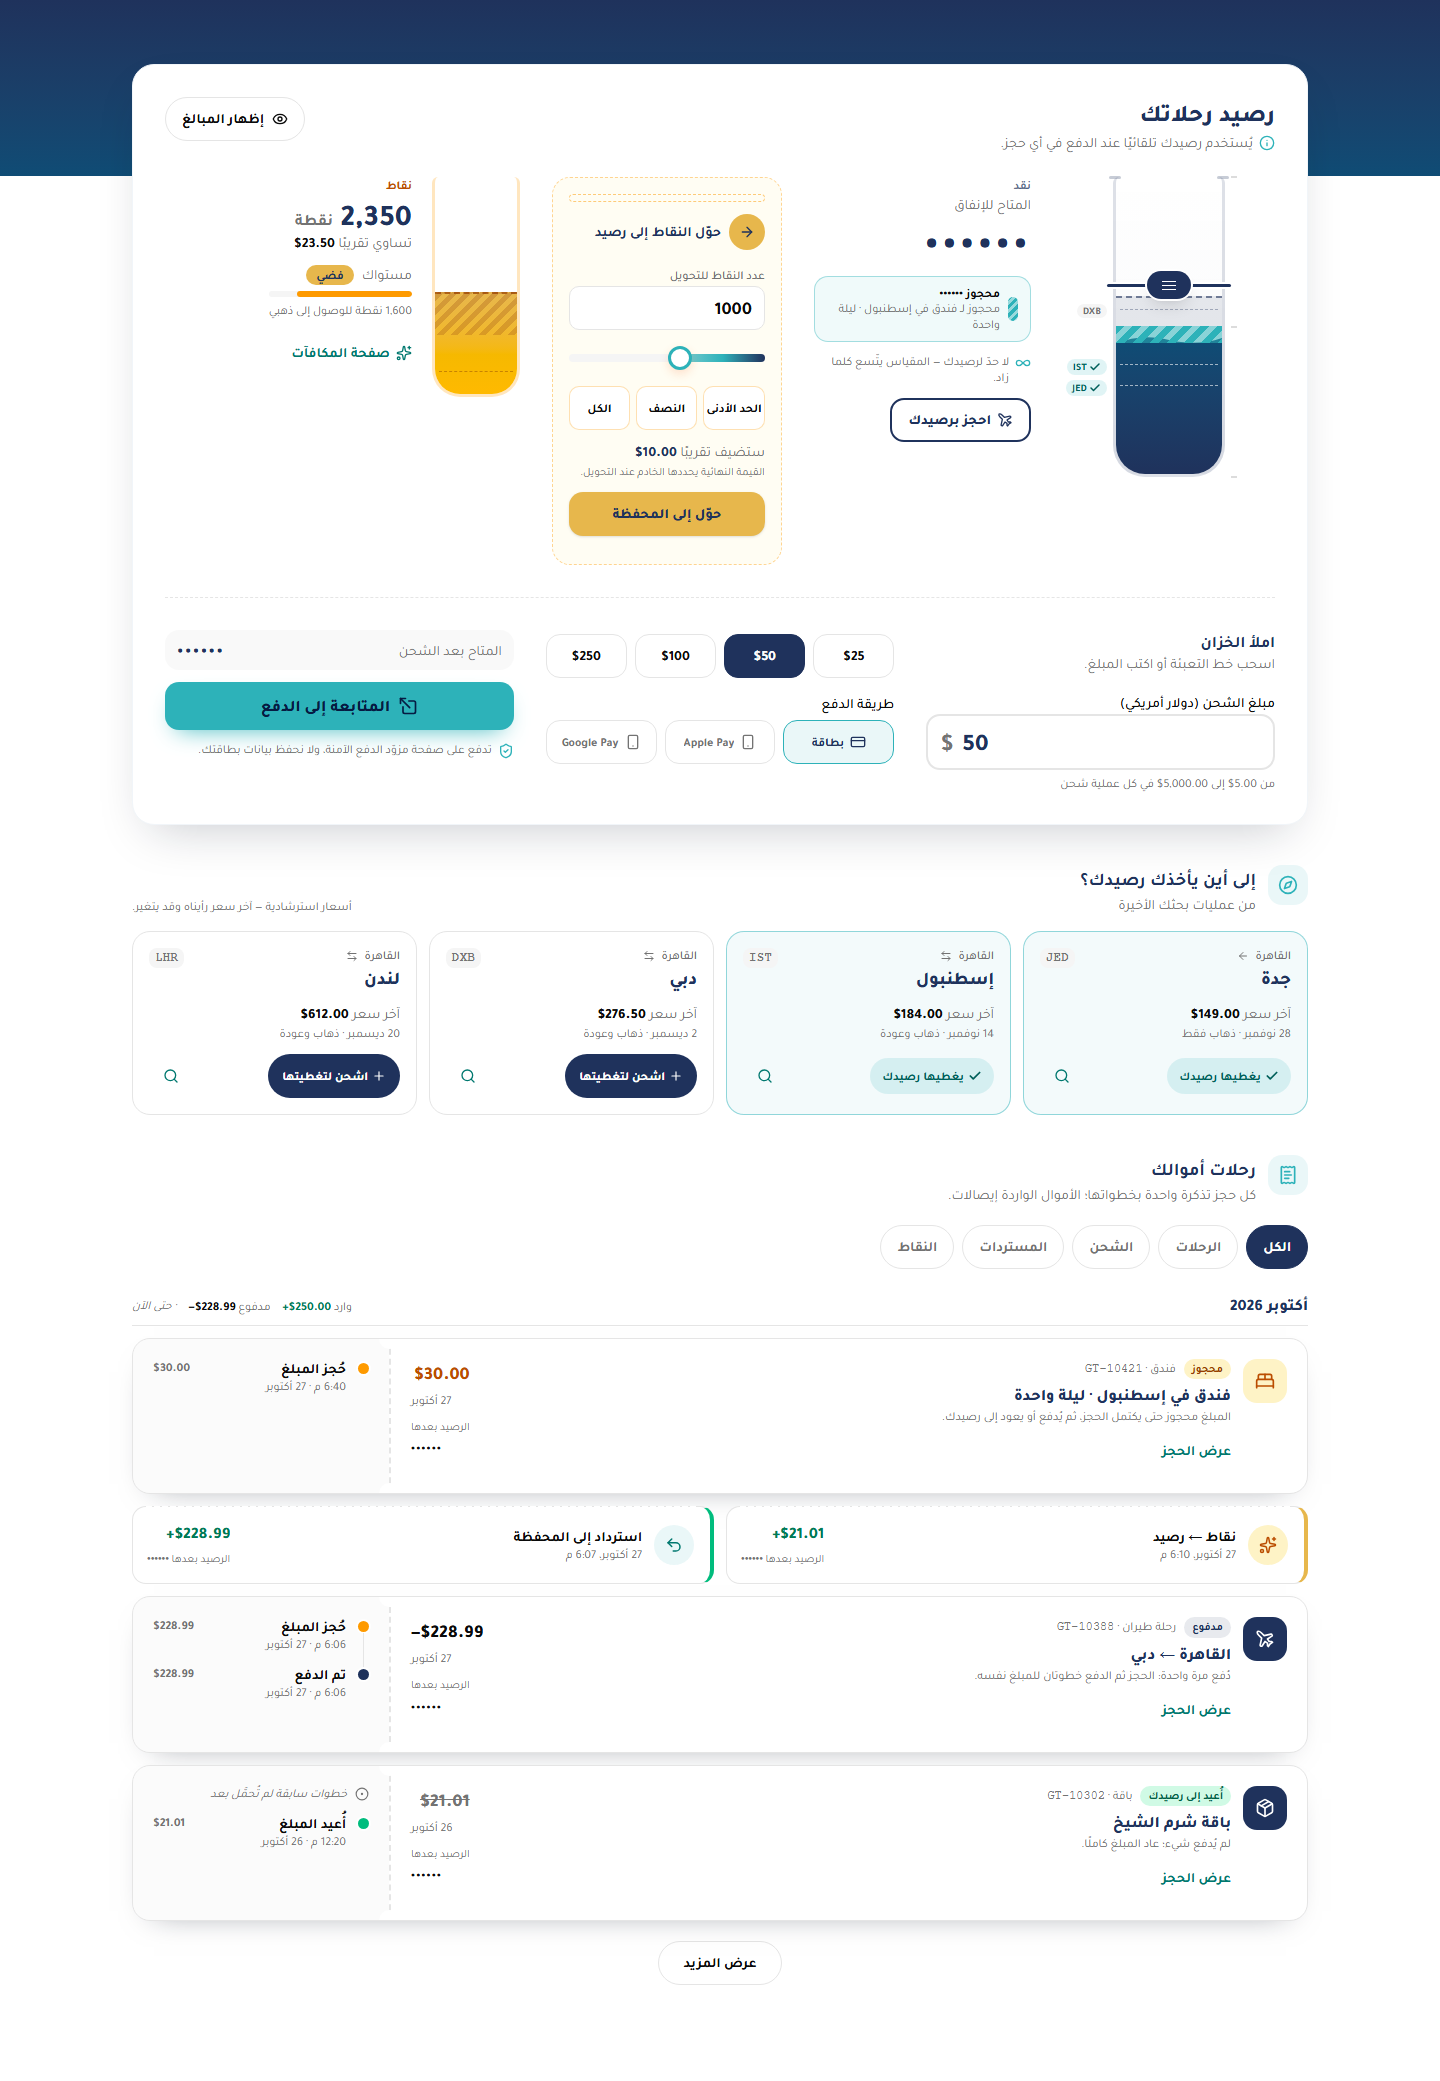 رصيد رحلاتك
يُستخدم رصيدك تلقائيًا عند الدفع في أي حجز.
إظهار المبالغ
DXB
IST
JED
نقد
المتاح للإنفاق
••••••
محجوز ••••••
محجوز لـ فندق في إسطنبول · ليلة
واحدة
لا حدّ لرصيدك – المقياس يتّسع كلما
زاد.
احجز برصيدك
حوّل النقاط إلى رصيد
عدد النقاط للتحويل
1000
الحد الأدنى
النصف
الكل
ستضيف تقريبًا $10.00
القيمة النهائية يحددها الخادم عند التحويل.
حوّل إلى المحفظة
نقاط
2,350 نقطة
تساوي تقريبًا $23.50
مستواك فضي
1,600 نقطة للوصول إلى ذهبي
صفحة المكافآت
املأ الخزان
اسحب خط التعبئة أو اكتب المبلغ.
مبلغ الشحن (دولار أمريكي)
$ 50
من $5.00 إلى $5,000.00 في كل عملية شحن
$25
$50
$100
$250
طريقة الدفع
بطاقة
Apple Pay
Google Pay
المتاح بعد الشحن ••••••
المتابعة إلى الدفع
تدفع على صفحة مزوّد الدفع الآمنة، ولا نحفظ بيانات بطاقتك.
إلى أين يأخذك رصيدك؟
من عمليات بحثك الأخيرة
أسعار استرشادية – آخر سعر رأيناه وقد يتغير.
القاهرة ← JED
جدة
آخر سعر $149.00
28 نوفمبر · ذهاب فقط
يغطيها رصيدك
القاهرة ⇆ IST
إسطنبول
آخر سعر $184.00
14 نوفمبر · ذهاب وعودة
يغطيها رصيدك
القاهرة ⇆ DXB
دبي
آخر سعر $276.50
2 ديسمبر · ذهاب وعودة
+ اشحن لتغطيتها
القاهرة ⇆ LHR
لندن
آخر سعر $612.00
20 ديسمبر · ذهاب وعودة
+ اشحن لتغطيتها
رحلات أموالك
كل حجز تذكرة واحدة بخطواتها؛ الأموال الواردة إيصالات.
الكل
الرحلات
الشحن
المستردات
النقاط
أكتوبر 2026
وارد +$250.00 مدفوع –$228.99 · حتى الآن
محجوز فندق · GT-10421
فندق في إسطنبول · ليلة واحدة
المبلغ محجوز حتى يكتمل الحجز، ثم يُدفع أو يعود إلى رصيدك.
عرض الحجز
$30.00
27 أكتوبر
الرصيد بعدها
••••••
حُجز المبلغ $30.00
6:40 م · 27 أكتوبر
نقاط ← رصيد
27 أكتوبر، 6:10 م
+$21.01
الرصيد بعدها ••••••
استرداد إلى المحفظة
27 أكتوبر، 6:07 م
+$228.99
الرصيد بعدها ••••••
مدفوع رحلة طيران · GT-10388
القاهرة ← دبي
دُفع مرة واحدة: الحجز ثم الدفع خطوتان للمبلغ نفسه.
عرض الحجز
–$228.99
27 أكتوبر
الرصيد بعدها
••••••
حُجز المبلغ $228.99
6:06 م · 27 أكتوبر
تم الدفع $228.99
6:06 م · 27 أكتوبر
أُعيد إلى رصيدك باقة · GT-10302
باقة شرم الشيخ
لم يُدفع شيء؛ عاد المبلغ كاملًا.
عرض الحجز
$21.01
26 أكتوبر
الرصيد بعدها
••••••
خطوات سابقة لم تُحمَّل بعد
أُعيد المبلغ $21.01
12:20 م · 26 أكتوبر
عرض المزيد